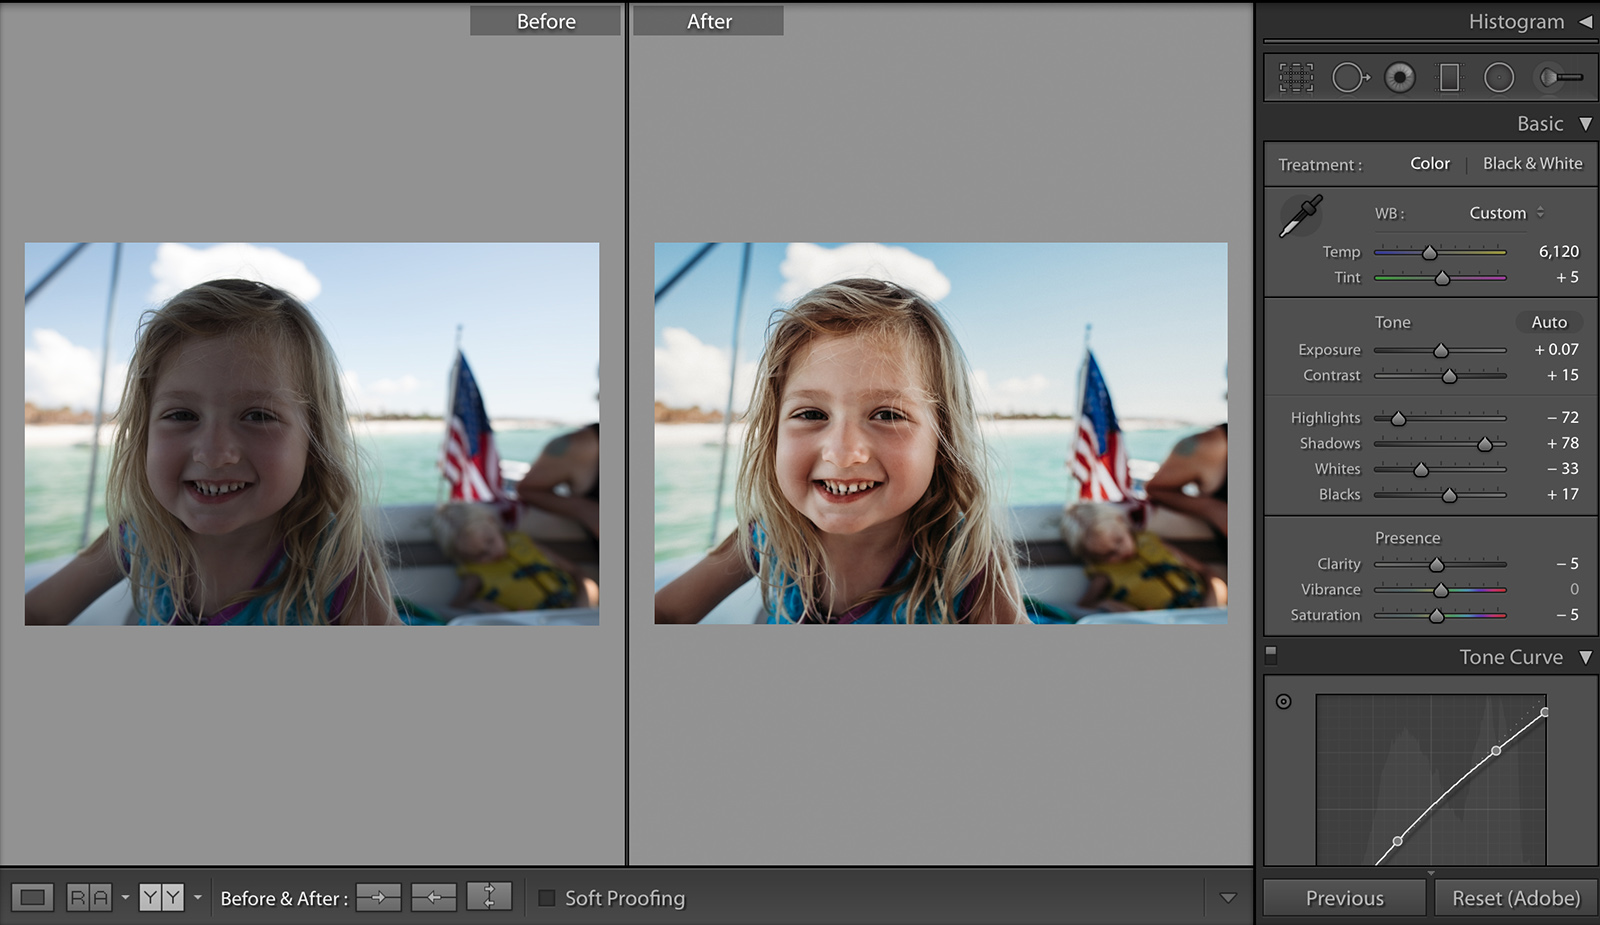 Before
After
Histogram
Basic
Treatment : Color | Black & White
WB : Custom
Temp 6,120
Tint + 5
Tone Auto
Exposure + 0.07
Contrast + 15
Highlights − 72
Shadows + 78
Whites − 33
Blacks + 17
Presence
Clarity − 5
Vibrance 0
Saturation − 5
Tone Curve
R A Y Y Before & After : Soft Proofing
Previous Reset (Adobe)